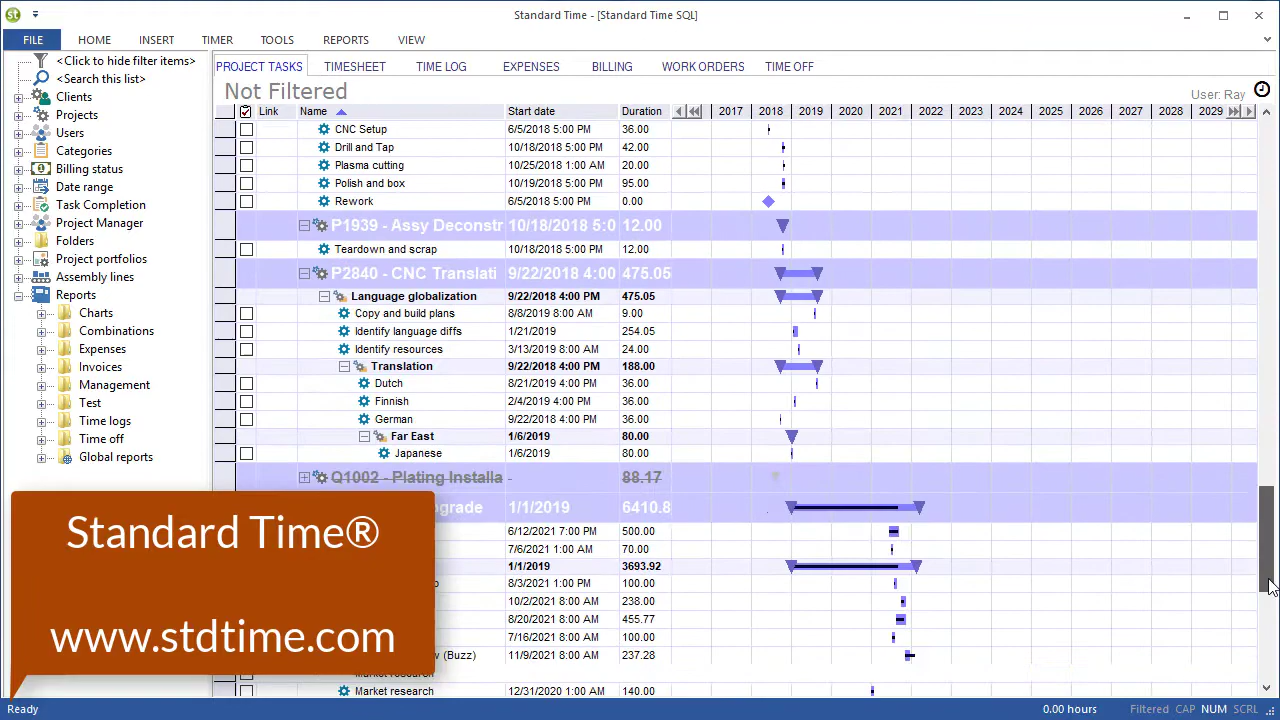 st
Standard Time - [Standard Time SQL]
FILE HOME INSERT TIMER TOOLS REPORTS VIEW
<Click to hide filter items>
<Search this list>
Clients
Projects
Users
Categories
Billing status
Date range
Task Completion
Project Manager
Folders
Project portfolios
Assembly lines
Reports
Charts
Combinations
Expenses
Invoices
Management
Test
Time logs
Time off
Global reports
PROJECT TASKS TIMESHEET TIME LOG EXPENSES BILLING WORK ORDERS TIME OFF
Not Filtered
User: Ray
Link Name Start date Duration 2017 2018 2019 2020 2021 2022 2023 2024 2025 2026 2027 2028 2029
CNC Setup 6/5/2018 5:00 PM 36.00
Drill and Tap 10/18/2018 5:00 PM 42.00
Plasma cutting 10/25/2018 1:00 AM 20.00
Polish and box 10/19/2018 5:00 PM 95.00
Rework 6/5/2018 5:00 PM 0.00
P1939 - Assy Deconstr 10/18/2018 5:0 12.00
Teardown and scrap 10/18/2018 5:00 PM 12.00
P2840 - CNC Translati 9/22/2018 4:00 475.05
Language globalization 9/22/2018 4:00 PM 475.05
Copy and build plans 8/8/2019 8:00 AM 9.00
Identify language diffs 1/21/2019 254.05
Identify resources 3/13/2019 8:00 AM 24.00
Translation 9/22/2018 4:00 PM 188.00
Dutch 8/21/2019 4:00 PM 36.00
Finnish 2/4/2019 4:00 PM 36.00
German 9/22/2018 4:00 PM 36.00
Far East 1/6/2019 80.00
Japanese 1/6/2019 80.00
Q1002 - Plating Installa - 88.17
grade 1/1/2019 6410.8
6/12/2021 7:00 PM 500.00
7/6/2021 1:00 AM 70.00
1/1/2019 3693.92
8/3/2021 1:00 PM 100.00
10/2/2021 8:00 AM 238.00
8/20/2021 8:00 AM 455.77
7/16/2021 8:00 AM 100.00
(Buzz) 11/9/2021 8:00 AM 237.28
Market research
Market research 12/31/2020 1:00 AM 140.00
Standard Time®
www.stdtime.com
Ready 0.00 hours Filtered CAP NUM SCRL